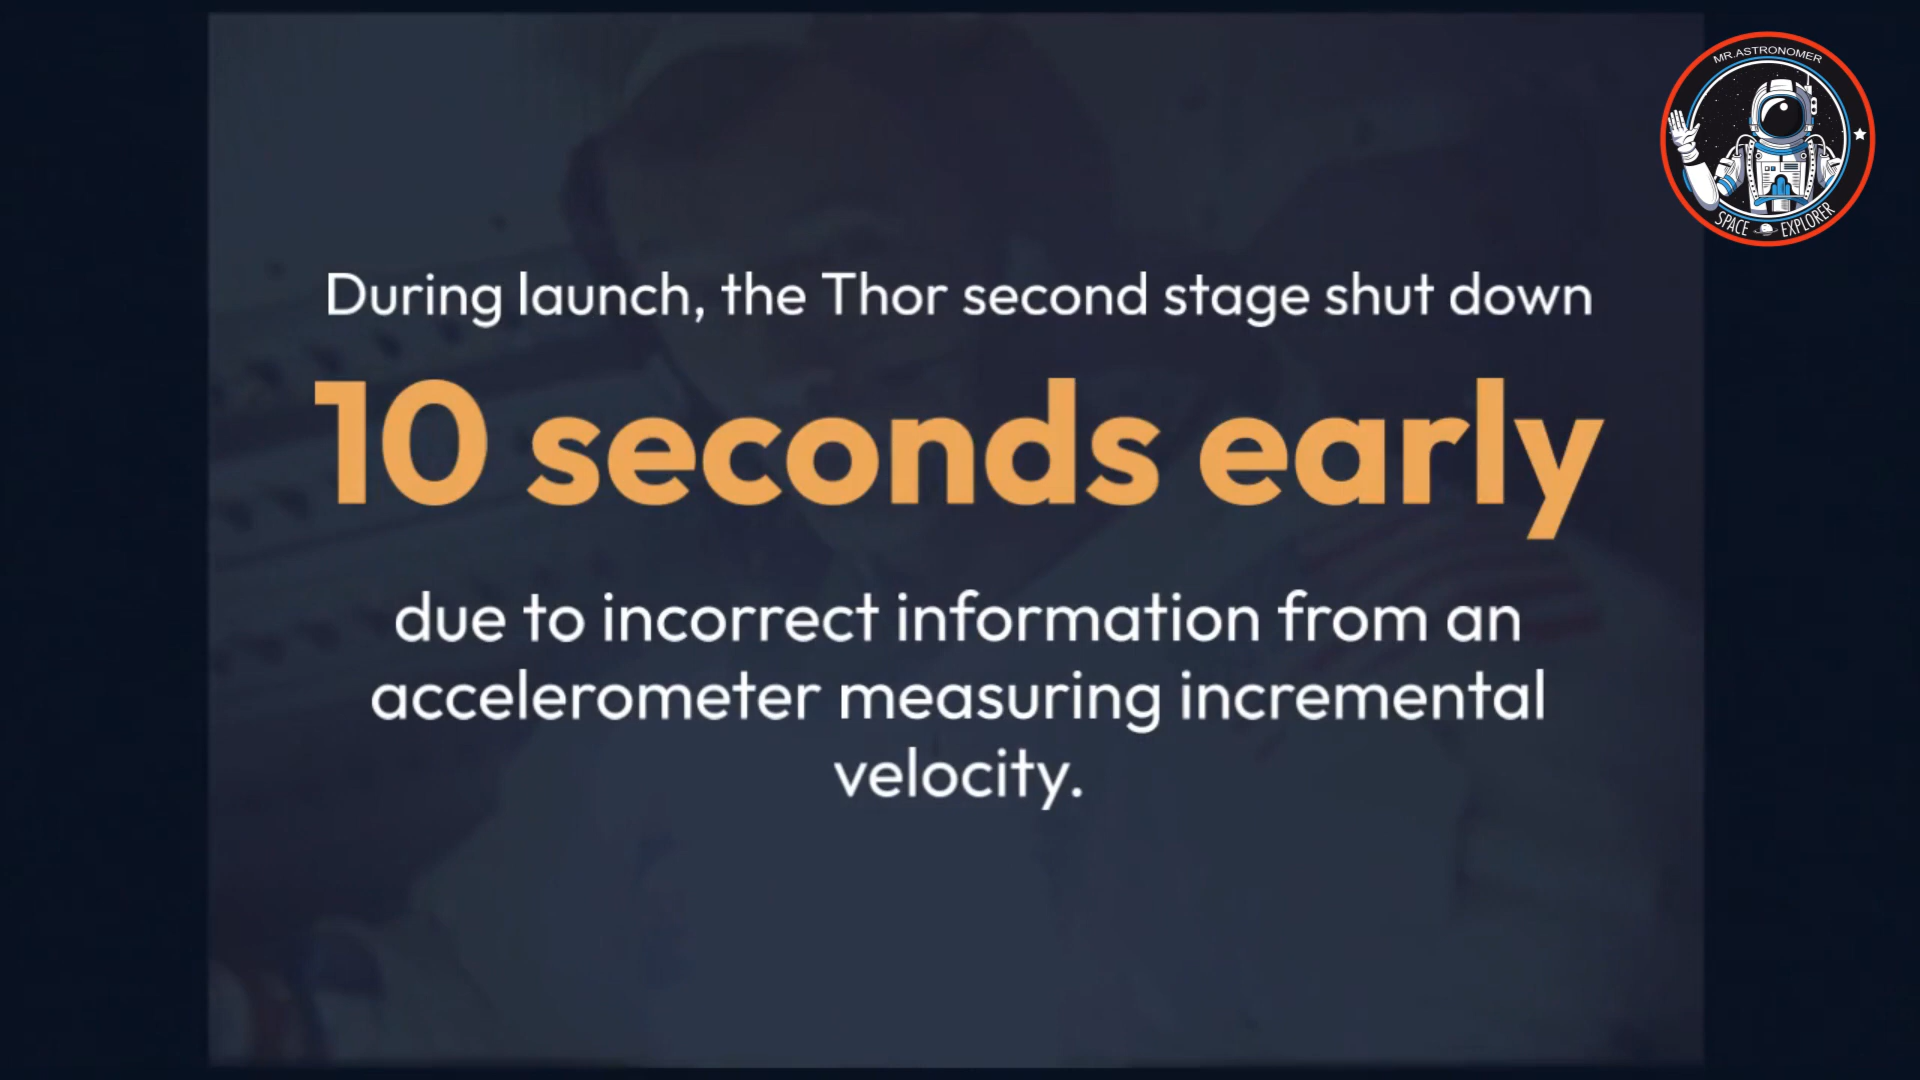 MR.ASTRONOMER
SPACE EXPLORER
During launch, the Thor second stage shut down
10 seconds early
due to incorrect information from an
accelerometer measuring incremental
velocity.